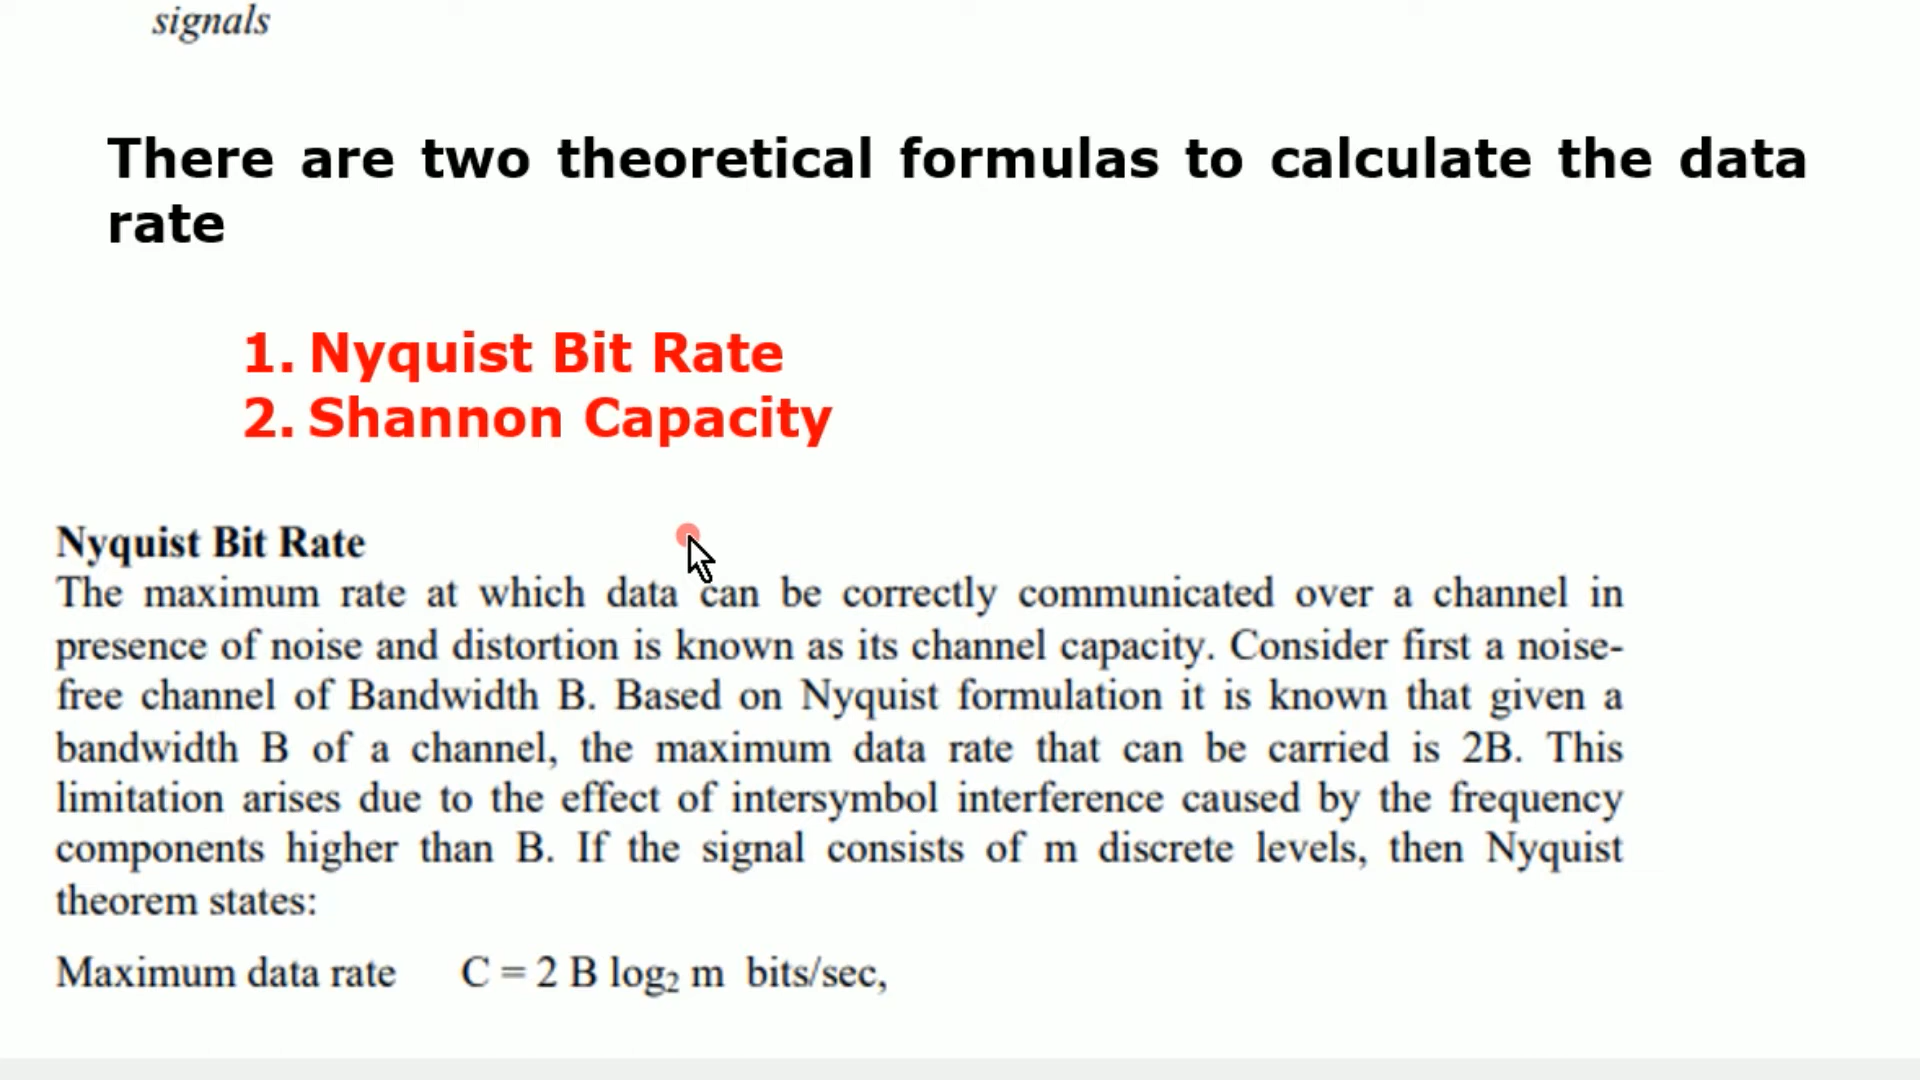 signals
There are two theoretical formulas to calculate the data
rate
1. Nyquist Bit Rate
2. Shannon Capacity
Nyquist Bit Rate
The maximum rate at which data can be correctly communicated over a channel in
presence of noise and distortion is known as its channel capacity. Consider first a noise-
free channel of Bandwidth B. Based on Nyquist formulation it is known that given a
bandwidth B of a channel, the maximum data rate that can be carried is 2B. This
limitation arises due to the effect of intersymbol interference caused by the frequency
components higher than B. If the signal consists of m discrete levels, then Nyquist
theorem states:
Maximum data rate C = 2 B log₂ m bits/sec,